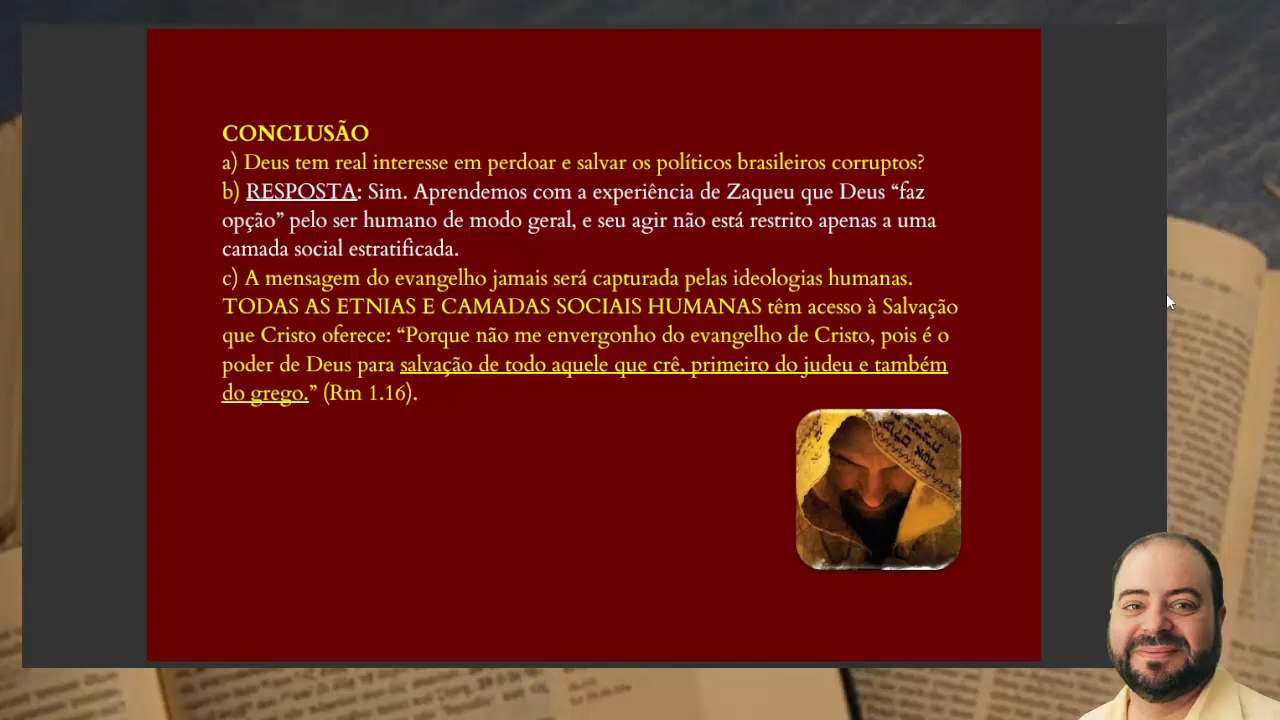 CONCLUSÃO
a) Deus tem real interesse em perdoar e salvar os políticos brasileiros corruptos?
b) RESPOSTA: Sim. Aprendemos com a experiência de Zaqueu que Deus “faz
opção” pelo ser humano de modo geral, e seu agir não está restrito apenas a uma
camada social estratificada.
c) A mensagem do evangelho jamais será capturada pelas ideologias humanas.
TODAS AS ETNIAS E CAMADAS SOCIAIS HUMANAS têm acesso à Salvação
que Cristo oferece: “Porque não me envergonho do evangelho de Cristo, pois é o
poder de Deus para salvação de todo aquele que crê, primeiro do judeu e também
do grego.” (Rm 1.16).